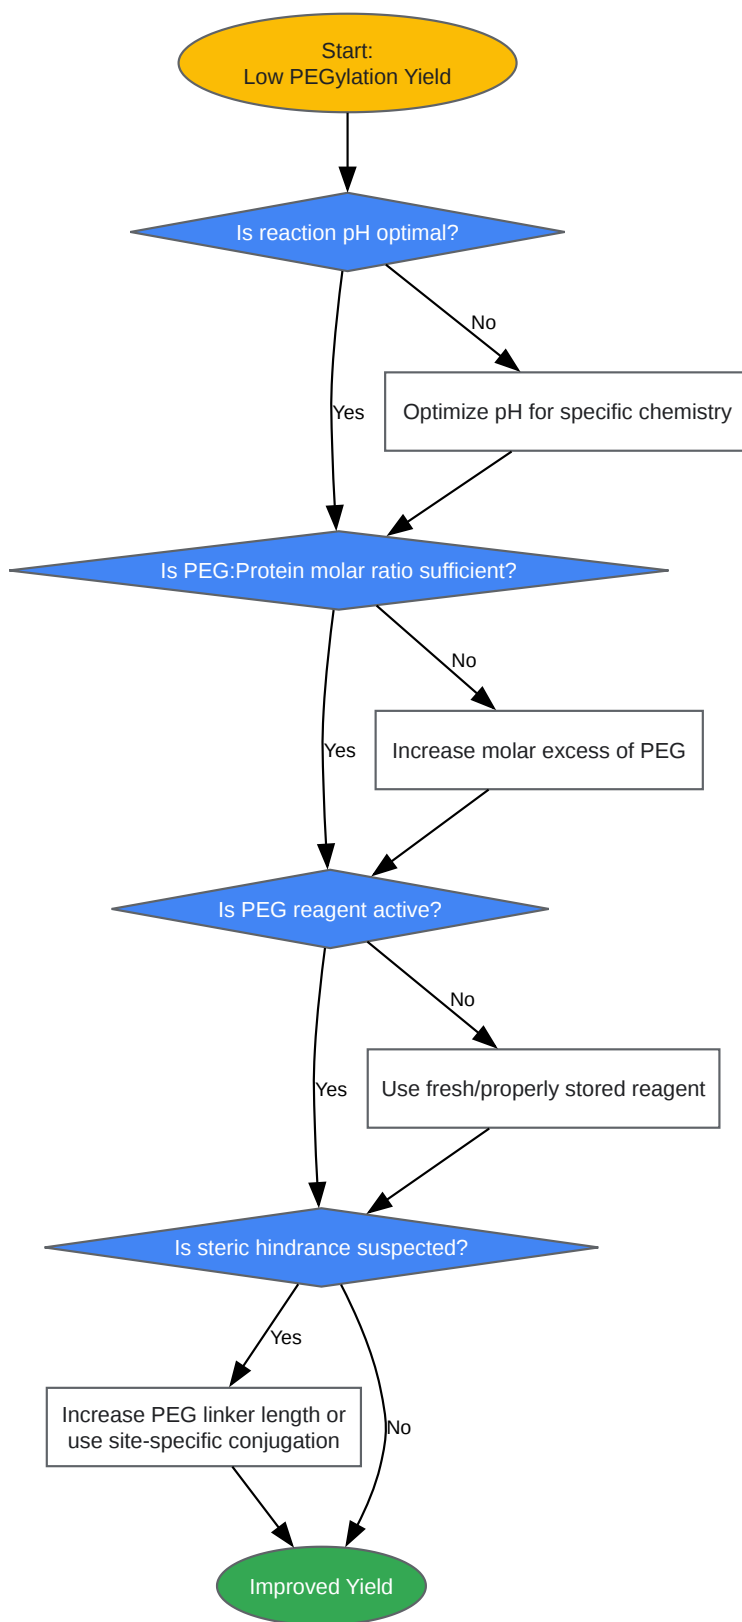 Start:
Low PEGylation Yield
Is reaction pH optimal?
No
Yes
Optimize pH for specific chemistry
Is PEG:Protein molar ratio sufficient?
No
Yes
Increase molar excess of PEG
Is PEG reagent active?
No
Yes
Use fresh/properly stored reagent
Is steric hindrance suspected?
Yes
Increase PEG linker length or
use site-specific conjugation
No
Improved Yield